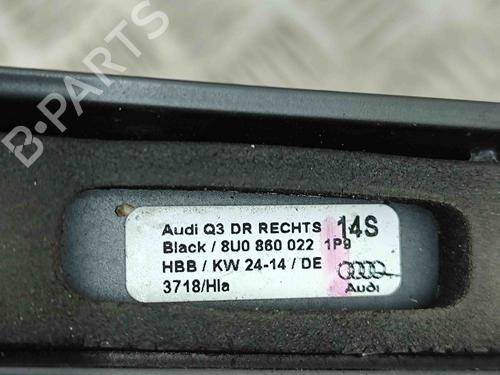 B-PARTS
Audi Q3 DR RECHTS 14S
Black / 8U0 860 022 1P9
HBB / KW 24-14 / DE
3718/Hla
Audi